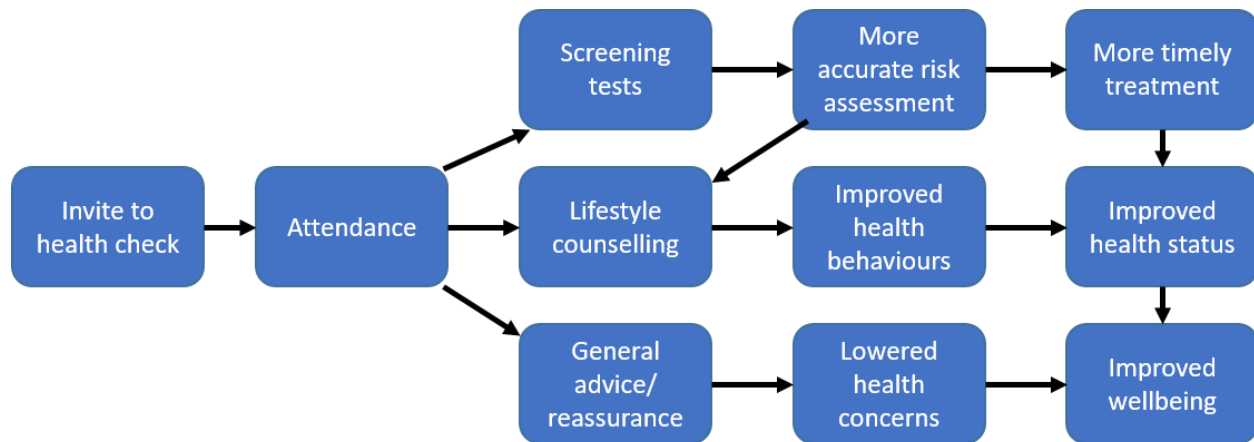 Screening
tests
More
accurate risk
assessment
More timely
treatment
Invite to
health check
Attendance
Lifestyle
counselling
Improved
health
behaviours
Improved
health status
General
advice/
reassurance
Lowered
health
concerns
Improved
wellbeing